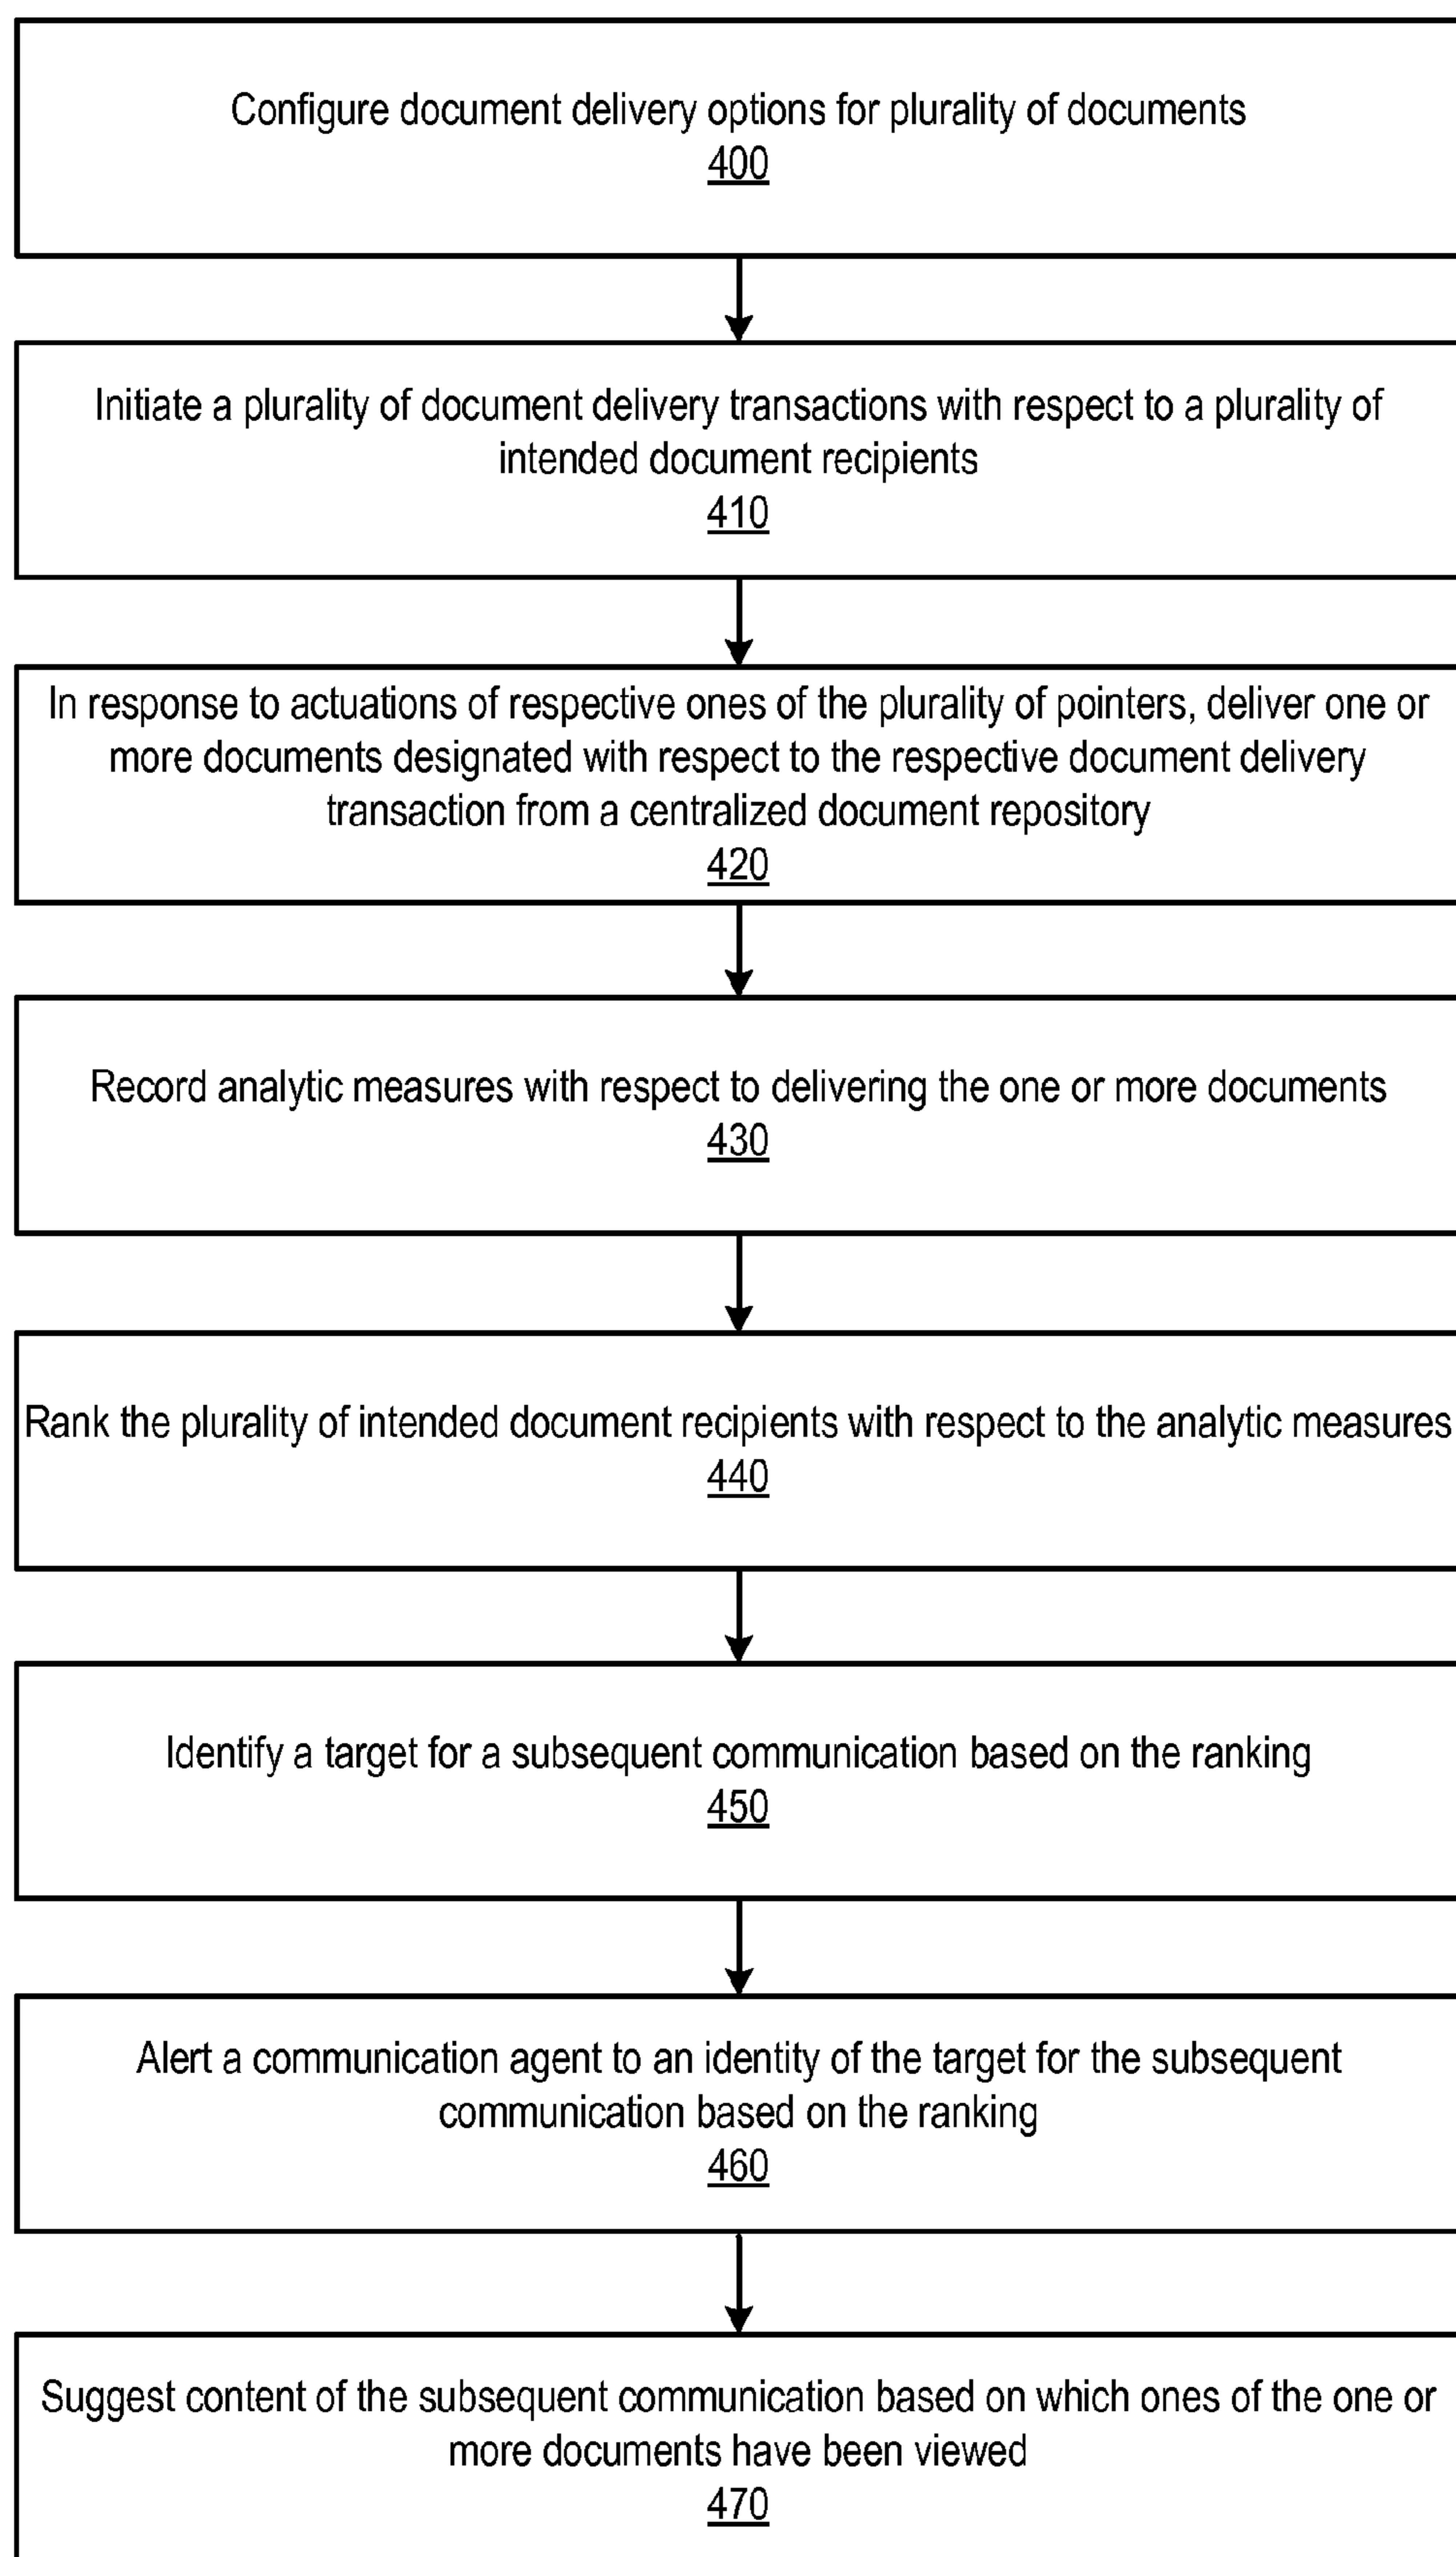 Configure document delivery options for plurality of documents
400
Initiate a plurality of document delivery transactions with respect to a plurality of
intended document recipients
410
In response to actuations of respective ones of the plurality of pointers, deliver one or
more documents designated with respect to the respective document delivery
transaction from a centralized document repository
420
Record analytic measures with respect to delivering the one or more documents
430
Rank the plurality of intended document recipients with respect to the analytic measures
440
Identify a target for a subsequent communication based on the ranking
450
Alert a communication agent to an identity of the target for the subsequent
communication based on the ranking
460
Suggest content of the subsequent communication based on which ones of the one or
more documents have been viewed
470